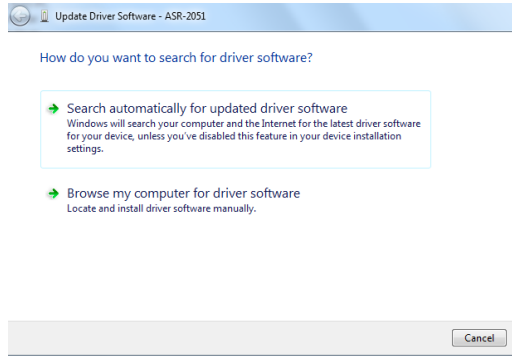 Update Driver Software - ASR-2051
How do you want to search for driver software?
Search automatically for updated driver software
Windows will search your computer and the Internet for the latest driver software
for your device, unless you've disabled this feature in your device installation
settings.
Browse my computer for driver software
Locate and install driver software manually.
Cancel